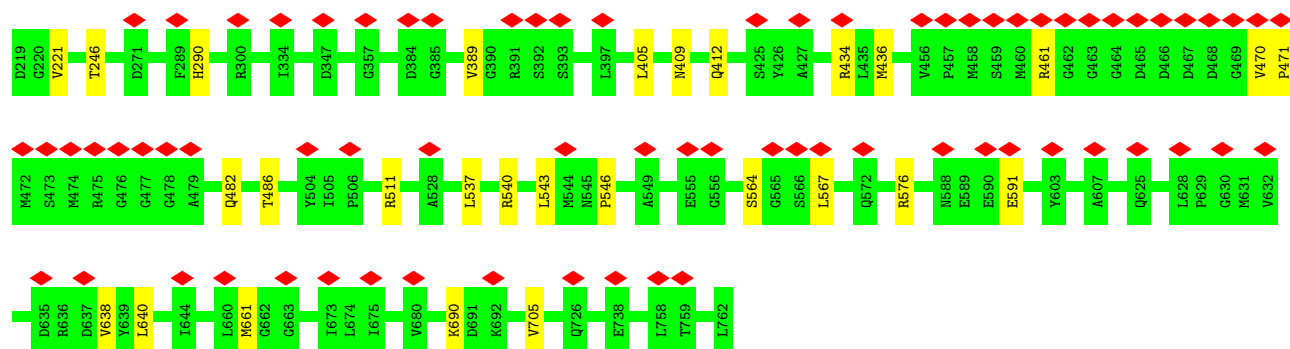 D219 G220 V221 T246 D271 F289 H290 R300 I334 D347 G357 D384 G385 V389 G390 R391 S392 S393 L397 L405 N409 Q412 S425 Y426 A427 R434 L435 M436 V456 P457 M458 S459 M460 R461 G462 G463 G464 D465 D466 D467 D468 G469 V470 P471
M472 S473 M474 R475 G476 G477 G478 A479 Q482 T486 Y504 I505 P506 R511 A528 L537 R540 L543 M544 N545 P546 A549 E555 G556 S564 G565 S566 L567 Q572 R576 N588 E589 E590 E591 Y603 A607 Q625 L628 P629 G630 M631 V632
D635 R636 D637 V638 Y639 L640 I644 L660 M661 G662 G663 I673 L674 I675 V680 K690 D691 K692 V705 Q726 E738 L758 T759 L762